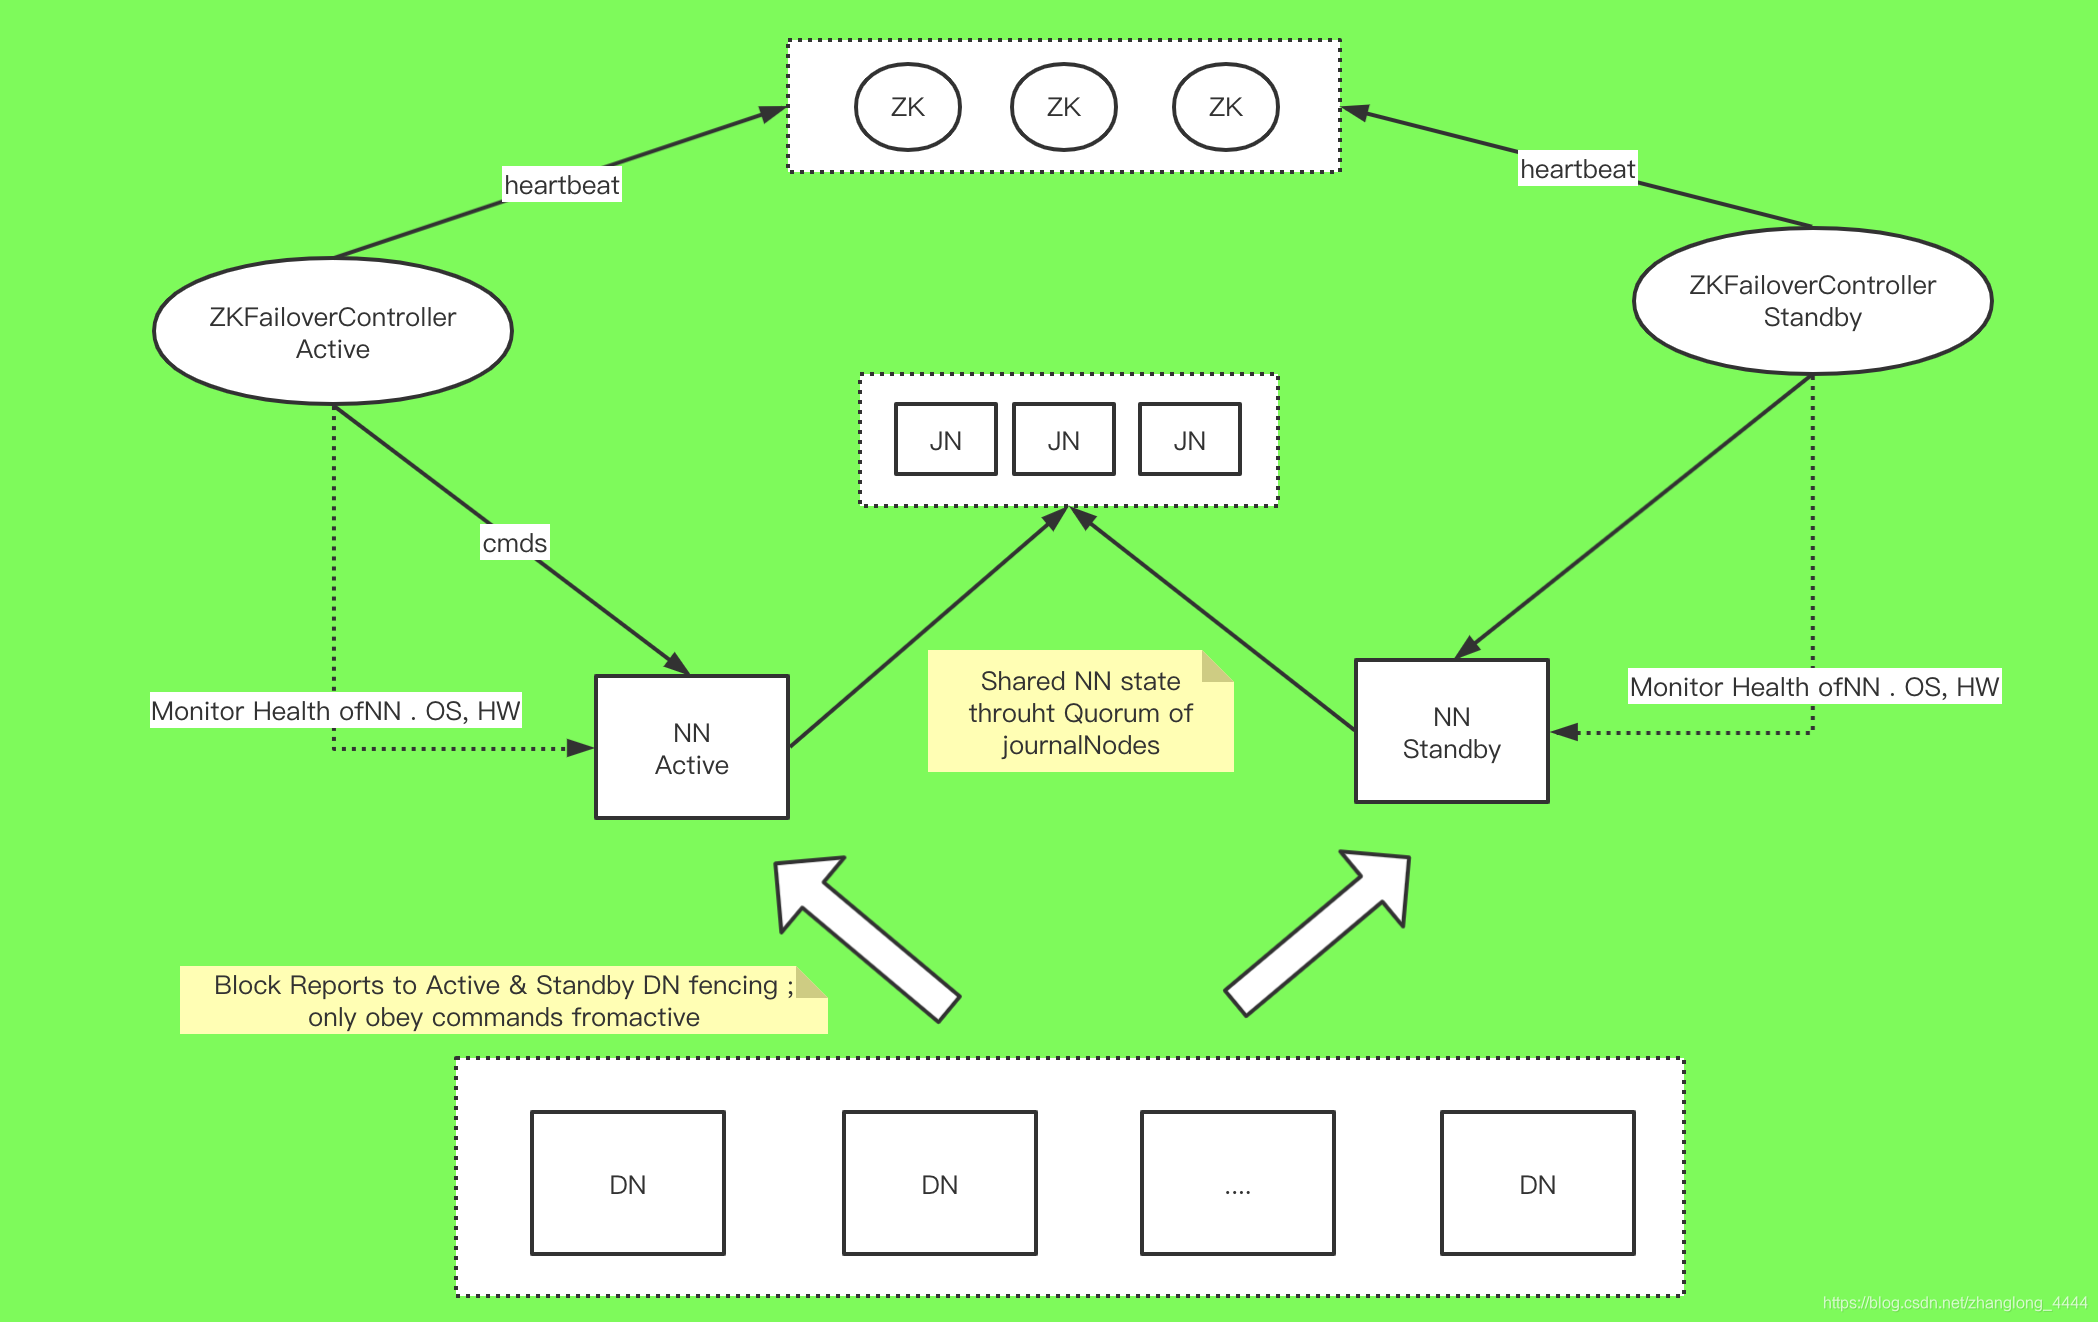 ZK
ZK
ZK
heartbeat
heartbeat
ZKFailoverController
Active
ZKFailoverController
Standby
JN
JN
JN
cmds
Monitor Health ofNN . OS, HW
NN
Active
Shared NN state
throuht Quorum of
journalNodes
NN
Standby
Monitor Health ofNN . OS, HW
Block Reports to Active & Standby DN fencing ;
only obey commands fromactive
DN
DN
....
DN
https://blog.csdn.net/zhanglong_4444